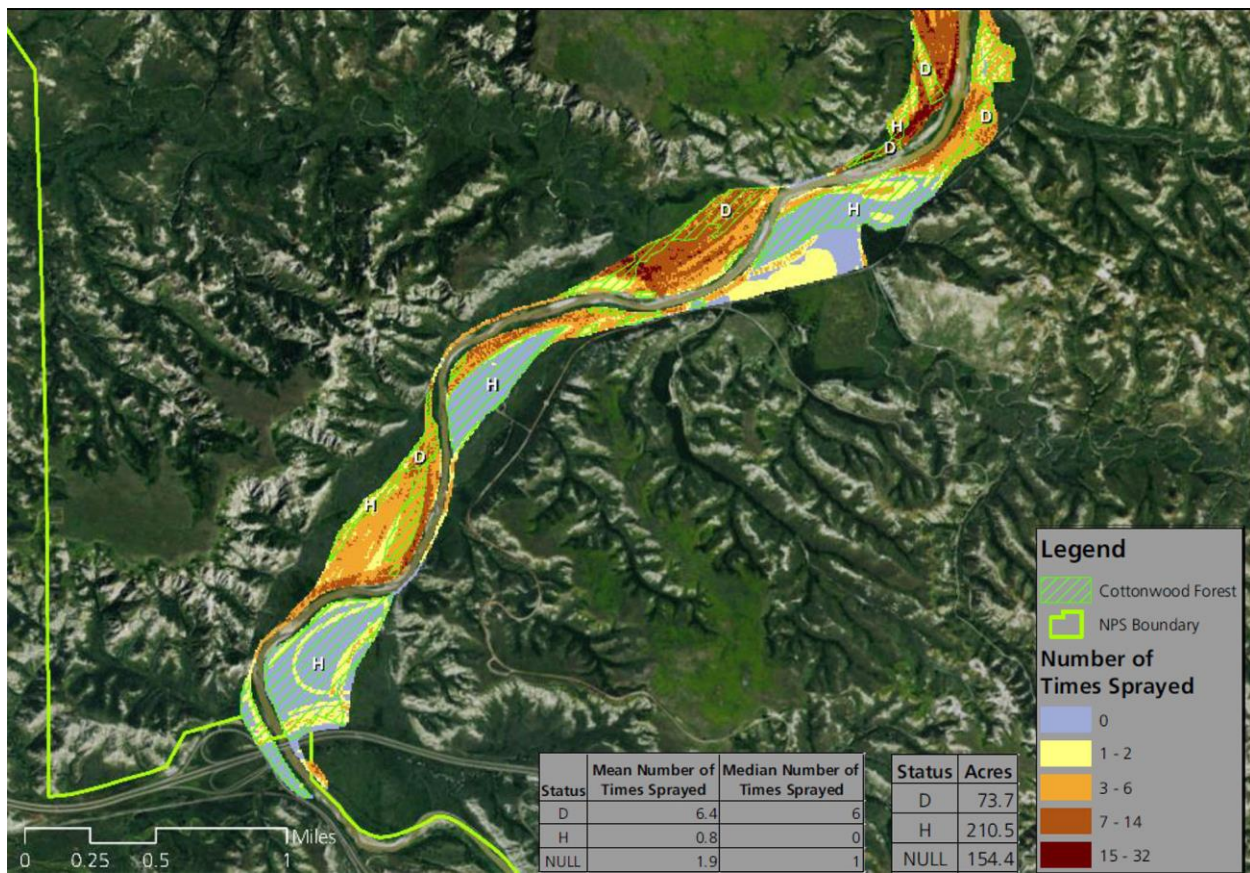 D
D
H
D
D
H
H
D
H
H
Legend
Cottonwood Forest
NPS Boundary
Number of
Times Sprayed
0
1 - 2
3 - 6
7 - 14
15 - 32
Status Mean Number of Times Sprayed Median Number of Times Sprayed
D 6.4 6
H 0.8 0
NULL 1.9 1
Status Acres
D 73.7
H 210.5
NULL 154.4
Miles
0 0.25 0.5 1